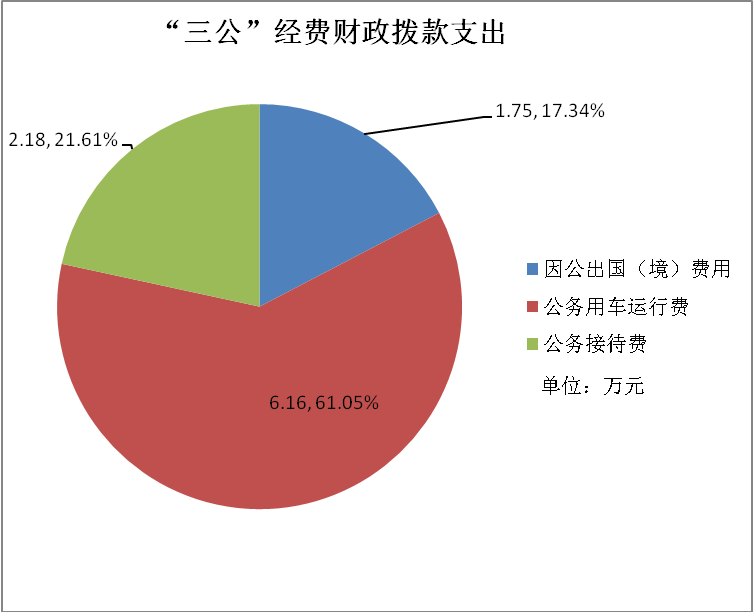 “三公”经费财政拨款支出
1.75, 17.34%
2.18, 21.61%
6.16, 61.05%
因公出国（境）费用
公务用车运行费
公务接待费
单位：万元